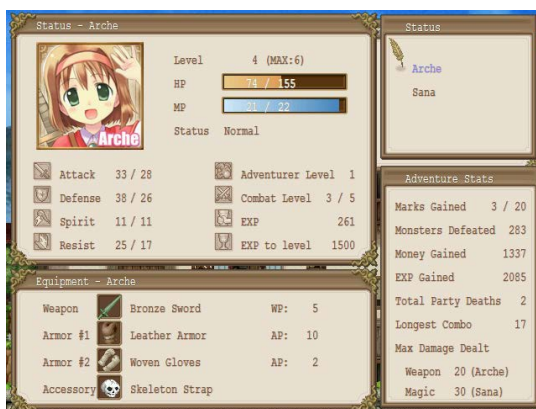 Status - Arche
Arche
Level 4 (MAX:6)
HP 74 / 155
MP 21 / 22
Status Normal
Attack 33 / 28
Defense 38 / 26
Spirit 11 / 11
Resist 25 / 17
Adventurer Level 1
Combat Level 3 / 5
EXP 261
EXP to level 1500
Equipment - Arche
Weapon Bronze Sword WP: 5
Armor #1 Leather Armor AP: 10
Armor #2 Woven Gloves AP: 2
Accessory Skeleton Strap
Status
Arche
Sana
Adventure Stats
Marks Gained 3 / 20
Monsters Defeated 283
Money Gained 1337
EXP Gained 2085
Total Party Deaths 2
Longest Combo 17
Max Damage Dealt
Weapon 20 (Arche)
Magic 30 (Sana)